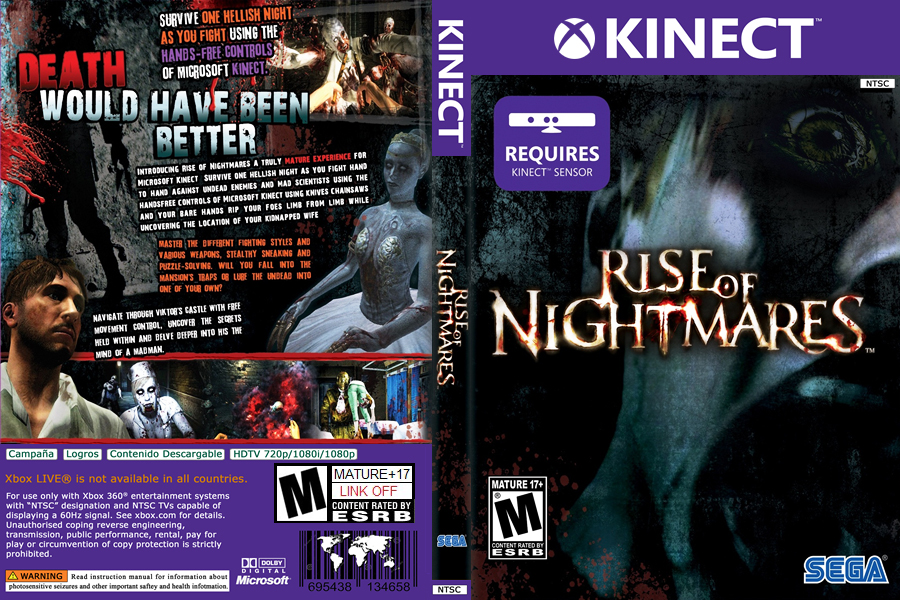 SURVIVE ONE HELLISH NIGHT
AS YOU FIGHT USING THE
HANDS-FREE CONTROLS
OF MICROSOFT KINECT.
DEATH
WOULD HAVE BEEN
BETTER
INTRODUCING RISE OF NIGHTMARES A TRULY MATURE EXPERIENCE FOR
MICROSOFT KINECT SURVIVE ONE HELLISH NIGHT AS YOU FIGHT HAND
TO HAND AGAINST UNDEAD ENEMIES AND MAD SCIENTISTS USING THE
HANDSFREE CONTROLS OF MICROSOFT KINECT USING KNIVES CHAINSAWS
AND YOUR BARE HANDS RIP YOUR FOES LIMB FROM LIMB WHILE
UNCOVERING THE LOCATION OF YOUR KIDNAPPED WIFE
MASTER THE DIFFERENT FIGHTING STYLES AND
VARIOUS WEAPONS, STEALTHY SNEAKING AND
PUZZLE-SOLVING. WILL YOU FALL INTO THE
MANSION'S TRAPS OR LURE THE UNDEAD INTO
ONE OF YOUR OWN?
NAVIGATE THROUGH VIKTOR'S CASTLE WITH FREE
MOVEMENT CONTROL, UNCOVER THE SECRETS
HELD WITHIN AND DELVE DEEPER INTO HIS THE
MIND OF A MADMAN.
Campaña Logros Contenido Descargable HDTV 720p/1080i/1080p
Xbox LIVE® is not available in all countries.
For use only with Xbox 360® entertainment systems
with "NTSC" designation and NTSC TVs capable of
displaying a 60Hz signal. See xbox.com for details.
Unauthorised coping reverse engineering,
transmission, public performance, rental, pay for
play or circumvention of copy protection is strictly
prohibited.
WARNING Read instruction manual for information about
photosensitive seizures and other important saftey and health infotmation.
M
MATURE+17
LINK OFF
CONTENT RATED BY
ESRB
DOLBY
DIGITAL
Microsoft
695438 134658
KINECT™
RISE OF
NIGHTMARES
SEGA
NTSC
KINECT™
NTSC
REQUIRES
KINECT™ SENSOR
RISE OF
NIGHTMARES™
MATURE 17+
M
CONTENT RATED BY
ESRB
SEGA®